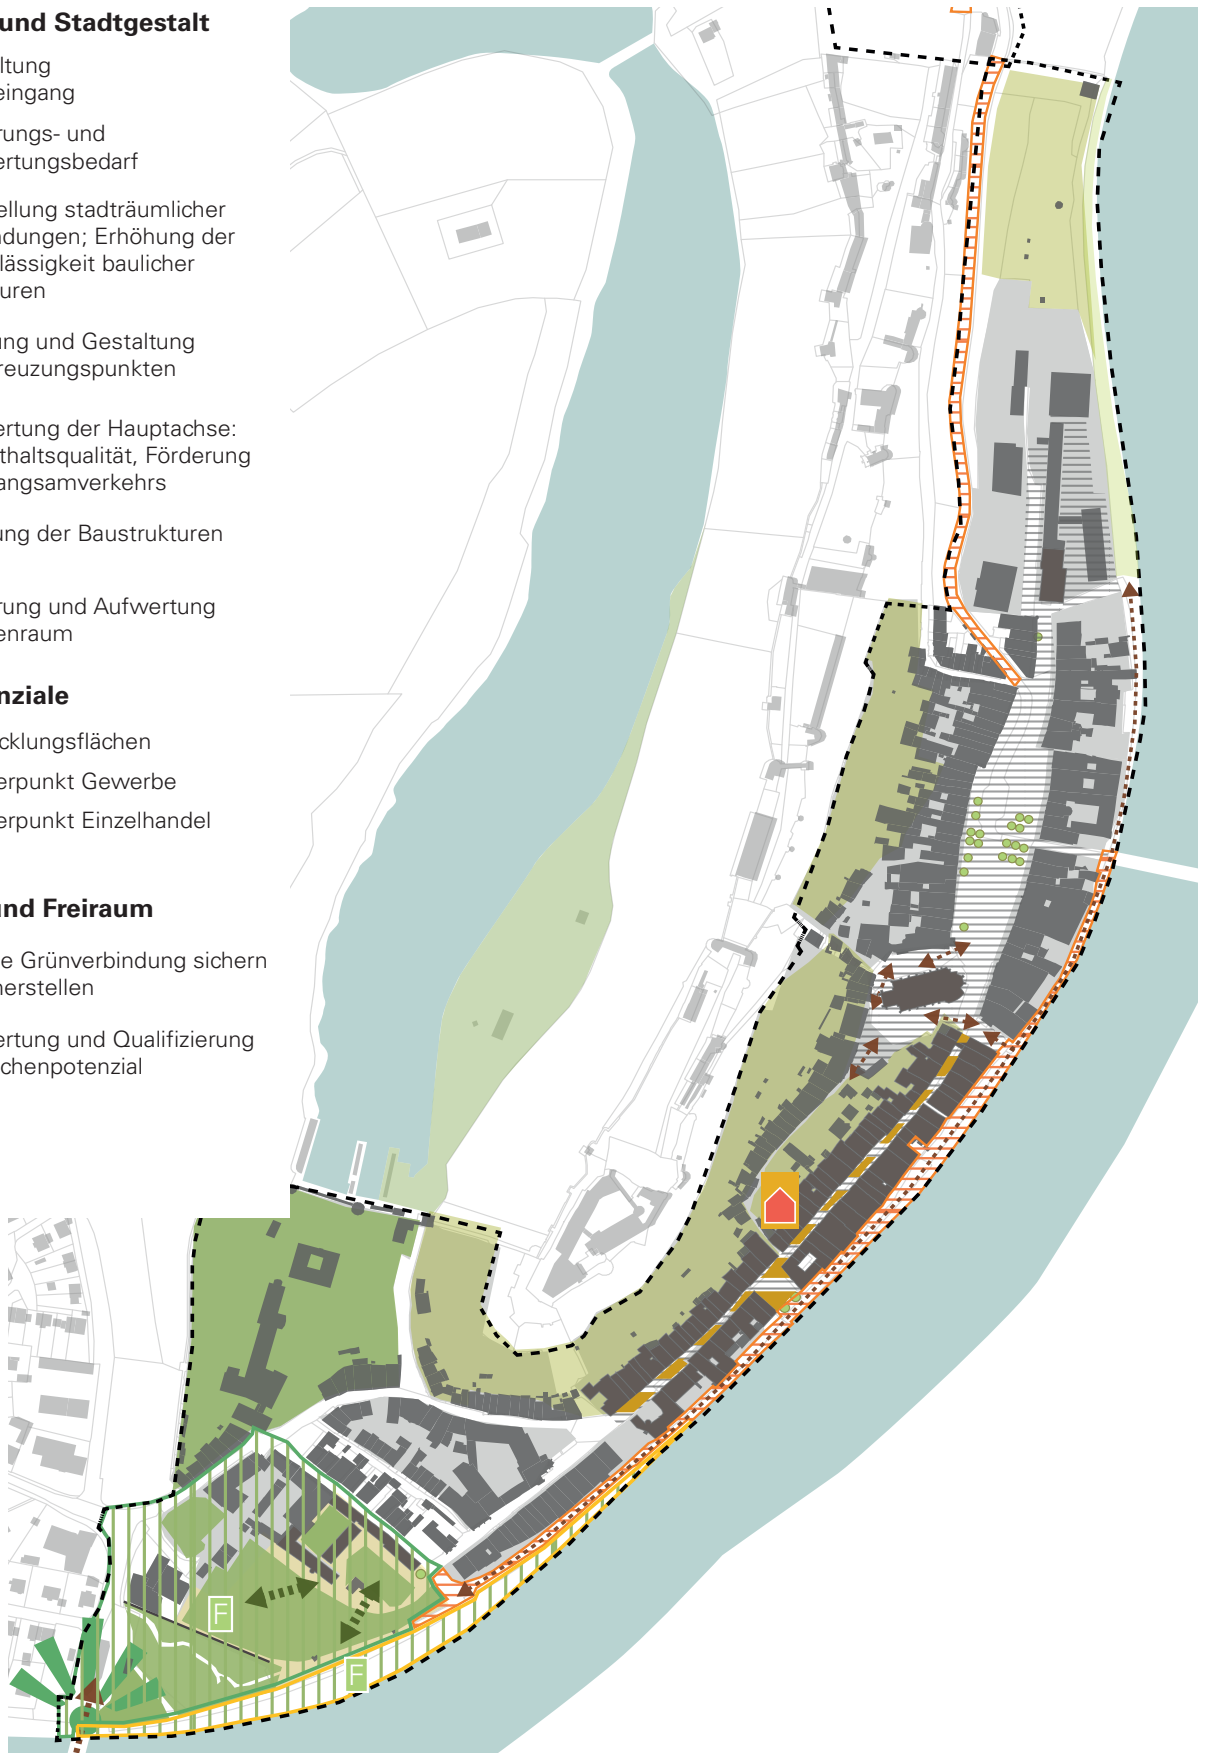 und Stadtgestalt
ltung
eingang
rungs- und
ertungsbedarf
ellung stadträumlicher
ndungen; Erhöhung der
lässigkeit baulicher
turen
ung und Gestaltung
reuzungspunkten
ertung der Hauptachse:
thaltsqualität, Förderung
angsamverkehrs
ung der Baustrukturen
rung und Aufwertung
enraum
nziale
cklungsflächen
erpunkt Gewerbe
erpunkt Einzelhandel
und Freiraum
e Grünverbindung sichern
herstellen
ertung und Qualifizierung
chenpotenzial
F
F